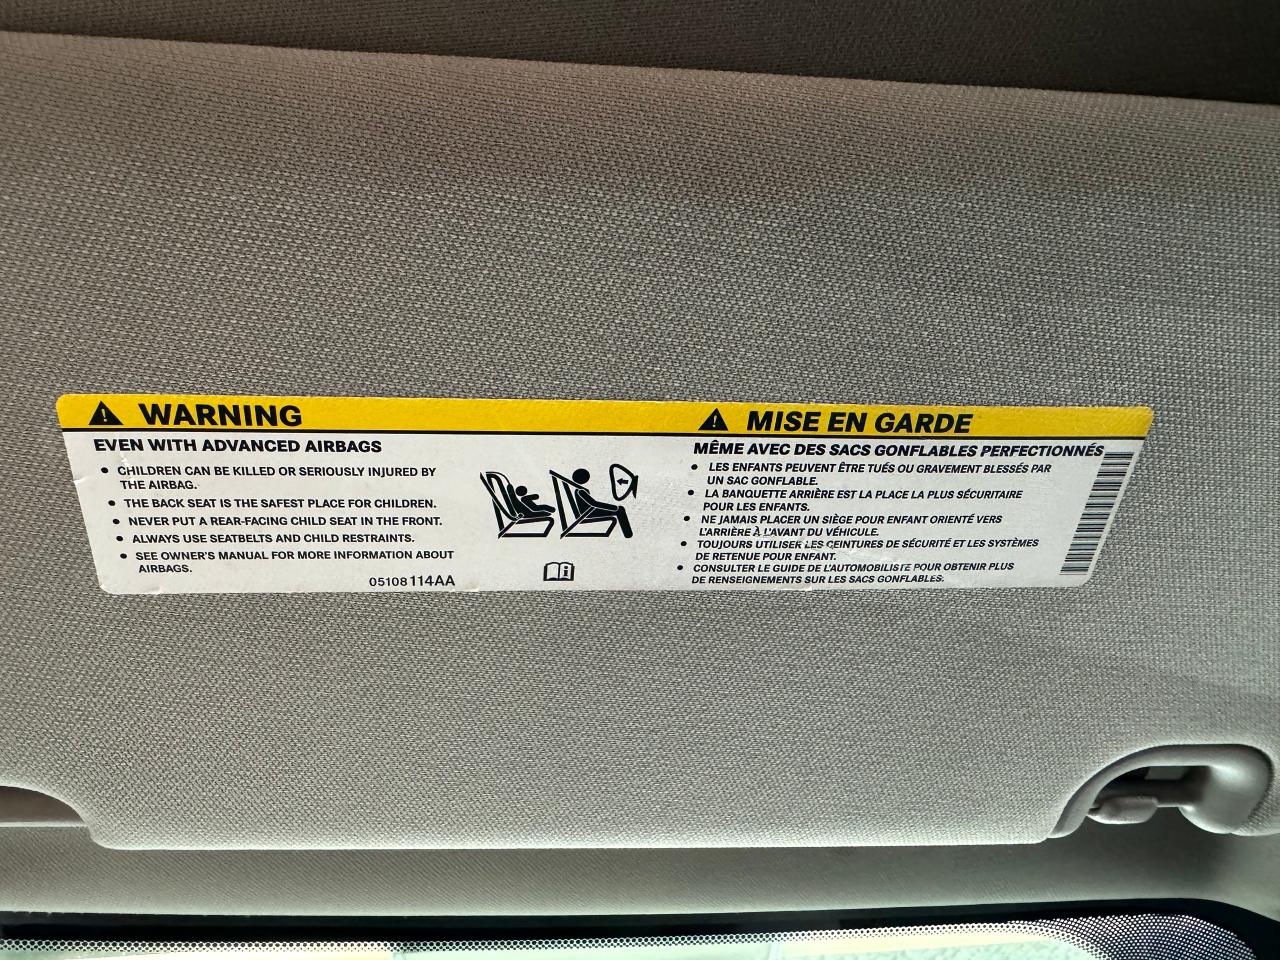 WARNING
EVEN WITH ADVANCED AIRBAGS
• CHILDREN CAN BE KILLED OR SERIOUSLY INJURED BY
THE AIRBAG.
• THE BACK SEAT IS THE SAFEST PLACE FOR CHILDREN.
• NEVER PUT A REAR-FACING CHILD SEAT IN THE FRONT.
• ALWAYS USE SEATBELTS AND CHILD RESTRAINTS.
• SEE OWNER'S MANUAL FOR MORE INFORMATION ABOUT
AIRBAGS.
05108114AA
MISE EN GARDE
MÊME AVEC DES SACS GONFLABLES PERFECTIONNÉS
• LES ENFANTS PEUVENT ÊTRE TUÉS OU GRAVEMENT BLESSÉS PAR
UN SAC GONFLABLE.
• LA BANQUETTE ARRIÈRE EST LA PLACE LA PLUS SÉCURITAIRE
POUR LES ENFANTS.
• NE JAMAIS PLACER UN SIÈGE POUR ENFANT ORIENTÉ VERS
L'ARRIÈRE À L'AVANT DU VÉHICULE.
• TOUJOURS UTILISER LES CEINTURES DE SÉCURITÉ ET LES SYSTÈMES
DE RETENUE POUR ENFANT.
• CONSULTER LE GUIDE DE L'AUTOMOBILISTE POUR OBTENIR PLUS
DE RENSEIGNEMENTS SUR LES SACS GONFLABLES.